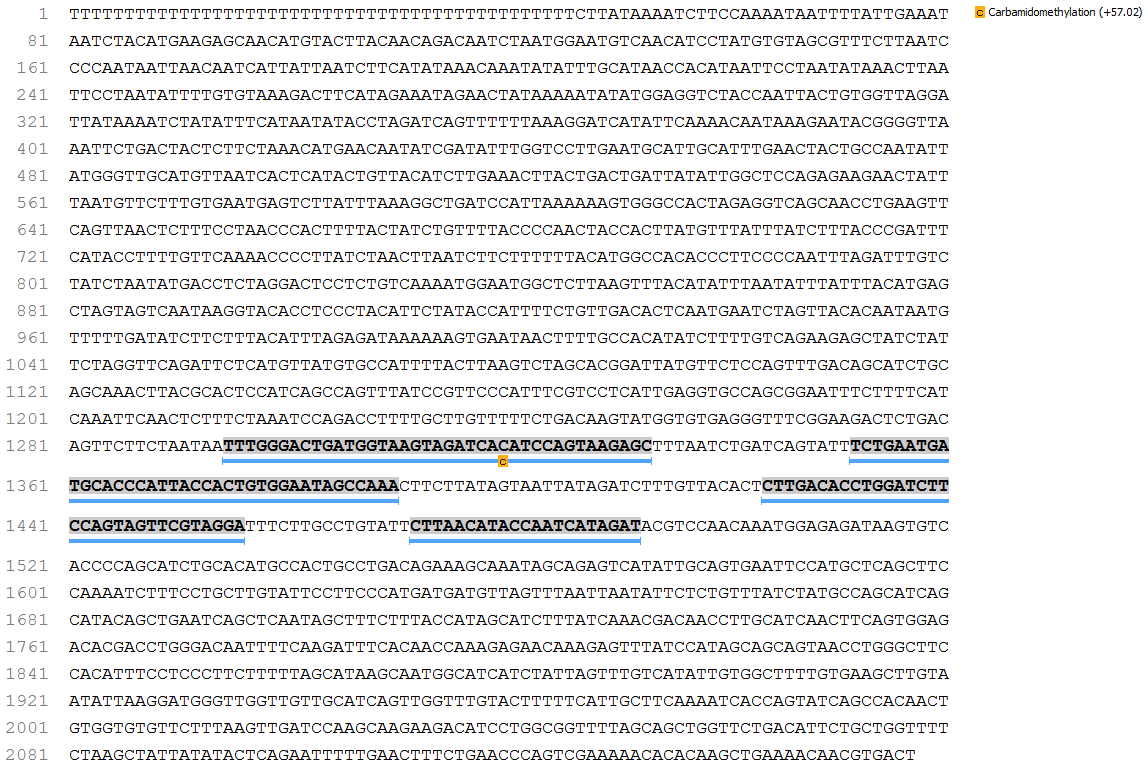 1 TTTTTTTTTTTTTTTTTTTTTTTTTTTTTTTTTTTTTTTTTTTTTTCTTATAAAATCTTCCAAAATAATTTTATTGAAAT
C Carbamidomethylation (+57.02)
81 AATCTACATGAAGAGCAACATGTACTTACAACAGACAATCTAATGGAATGTCAACATCCTATGTGTAGCGTTTCTTAATC
161 CCCAATAATTAACAATCATTATTAATCTTCATATAAACAAATATATTTGCATAACCACATAATTCCTAATATAAACTTAA
241 TTCCTAATATTTTGTGTAAAGACTTCATAGAAATAGAACTATAAAAATATATGGAGGTCTACCAATTACTGTGGTTAGGA
321 TTATAAAATCTATATTTCATAATATACCTAGATCAGTTTTTTAAAGGATCATATTCAAAACAATAAAGAATACGGGGTTA
401 AATTCTGACTACTCTTCTAAACATGAACAATATCGATATTTGGTCCTTGAATGCATTGCATTTGAACTACTGCCAATATT
481 ATGGGTTGCATGTTAATCACTCATACTGTTACATCTTGAAACTTACTGACTGATTATATTGGCTCCAGAGAAGAACTATT
561 TAATGTTCTTTGTGAATGAGTCTTATTTAAAGGCTGATCCATTAAAAAAGTGGGCCACTAGAGGTCAGCAACCTGAAGTT
641 CAGTTAACTCTTTCCTAACCCACTTTTACTATCTGTTTTACCCCAACTACCACTTATGTTTATTTATCTTTACCCGATTT
721 CATACCTTTTGTTCAAAACCCCTTATCTAACTTAATCTTCTTTTTTACATGGCCACACCCTTCCCCAATTTAGATTTGTC
801 TATCTAATATGACCTCTAGGACTCCTCTGTCAAAATGGAATGGCTCTTAAGTTTACATATTTAATATTTATTTACATGAG
881 CTAGTAGTCAATAAGGTACACCTCCCTACATTCTATACCATTTTCTGTTGACACTCAATGAATCTAGTTACACAATAATG
961 TTTTTGATATCTTCTTTACATTTAGAGATAAAAAAGTGAATAACTTTTGCCACATATCTTTTGTCAGAAGAGCTATCTAT
1041 TCTAGGTTCAGATTCTCATGTTATGTGCCATTTTACTTAAGTCTAGCACGGATTATGTTCTCCAGTTTGACAGCATCTGC
1121 AGCAAACTTACGCACTCCATCAGCCAGTTTATCCGTTCCCATTTCGTCCTCATTGAGGTGCCAGCGGAATTTCTTTTCAT
1201 CAAATTCAACTCTTTCTAAATCCAGACCTTTTGCTTGTTTTTCTGACAAGTATGGTGTGAGGGTTTCGGAAGACTCTGAC
1281 AGTTCTTCTAATAATTTGGGACTGATGGTAAGTAGATCACATCCAGTAAGAGCTTTAATCTGATCAGTATTTCTGAATGA
C
1361 TGCACCCATTACCACTGTGGAATAGCCAAACTTCTTATAGTAATTATAGATCTTTGTTACACTCTTGACACCTGGATCTT
1441 CCAGTAGTTCGTAGGATTTCTTGCCTGTATTCTTAACATACCAATCATAGATACGTCCAACAAATGGAGAGATAAGTGTC
1521 ACCCCAGCATCTGCACATGCCACTGCCTGACAGAAAGCAAATAGCAGAGTCATATTGCAGTGAATTCCATGCTCAGCTTC
1601 CAAAATCTTTCCTGCTTGTATTCCTTCCCATGATGATGTTAGTTTAATTAATATTCTCTGTTTATCTATGCCAGCATCAG
1681 CATACAGCTGAATCAGCTCAATAGCTTTCTTTACCATAGCATCTTTATCAAACGACAACCTTGCATCAACTTCAGTGGAG
1761 ACACGACCTGGGACAATTTTCAAGATTTCACAACCAAAGAGAACAAAGAGTTTATCCATAGCAGCAGTAACCTGGGCTTC
1841 CACATTTCCTCCCTTCTTTTTAGCATAAGCAATGGCATCATCTATTAGTTTGTCATATTGTGGCTTTTGTGAAGCTTGTA
1921 ATATTAAGGATGGGTTGGTTGTTGCATCAGTTGGTTTGTACTTTTTCATTGCTTCAAAATCACCAGTATCAGCCACAACT
2001 GTGGTGTGTTCTTTAAGTTGATCCAAGCAAGAAGACATCCTGGCGGTTTTAGCAGCTGGTTCTGACATTCTGCTGGTTTT
2081 CTAAGCTATTATATACTCAGAATTTTTGAACTTTCTGAACCCAGTCGAAAAACACACAAGCTGAAAACAACGTGACT